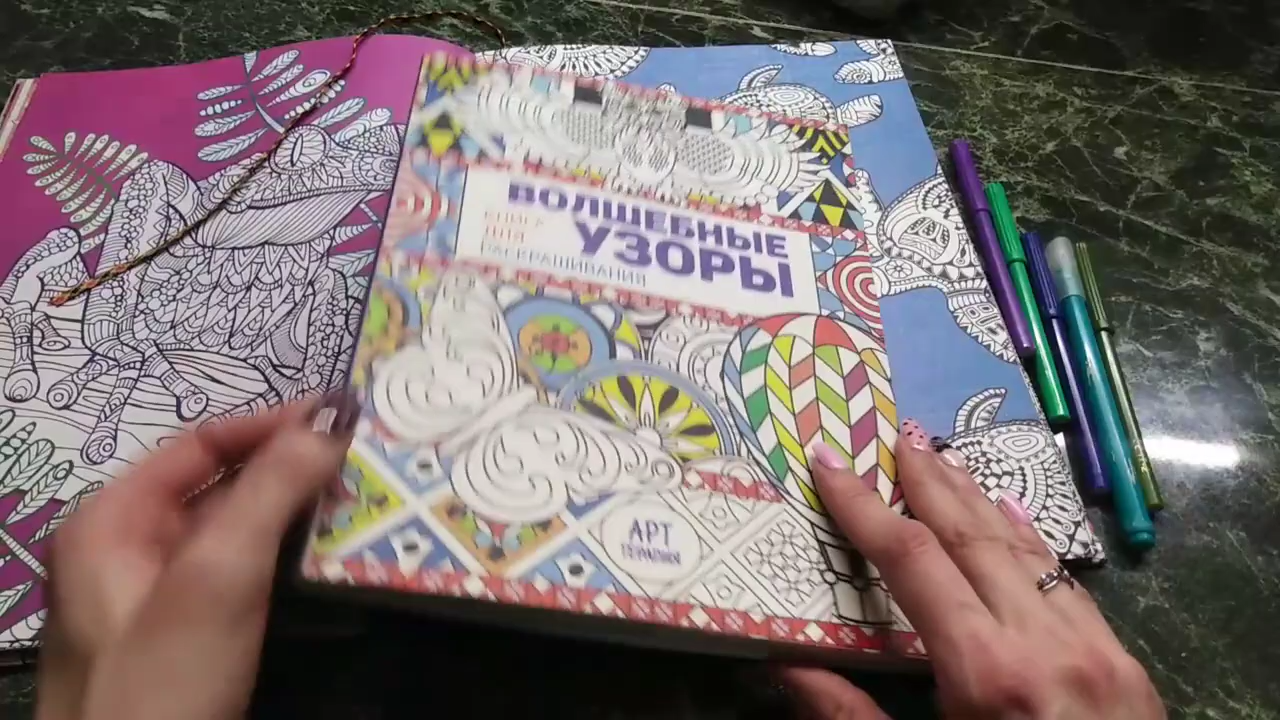 ВОЛШЕБНЫЕ
УЗОРЫ
КНИГА
ДЛЯ
РАСКРАШИВАНИЯ
АРТ
ТЕРАПИЯ